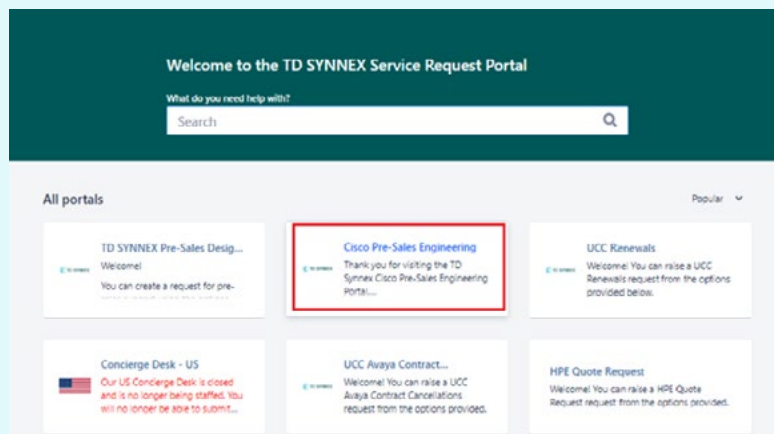 Welcome to the TD SYNNEX Service Request Portal
What do you need help with?
Search
All portals
Popular
TD SYNNEX Pre-Sales Desig...
Welcome!
You can create a request for pre-
Cisco Pre-Sales Engineering
Thank you for visiting the TD
Synnex Cisco Pre-Sales Engineering
Portal....
UCC Renewals
Welcome! You can raise a UCC
Renewals request from the options
provided below.
Concierge Desk - US
Our US Concierge Desk is closed
and is no longer being staffed. You
will no longer be able to submit...
UCC Avaya Contract...
Welcome! You can raise a UCC
Avaya Contract Cancellations
request from the options provided.
HPE Quote Request
Welcome! You can raise a HPE Quote
Request request from the options provided.